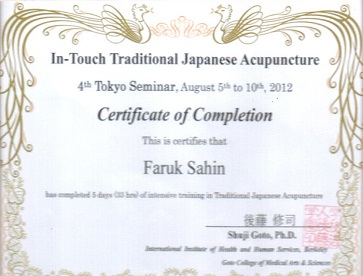 In-Touch Traditional Japanese Acupuncture
4th Tokyo Seminar, August 5th to 10th, 2012
Certificate of Completion
This is certifies that
Faruk Sahin
has completed 5 days (33 hrs) of intensive training in Traditional Japanese Acupuncture
後藤 修司
Shuji Goto, Ph.D.
International Institute of Health and Human Services, Berkeley
Goto College of Medical Arts & Sciences